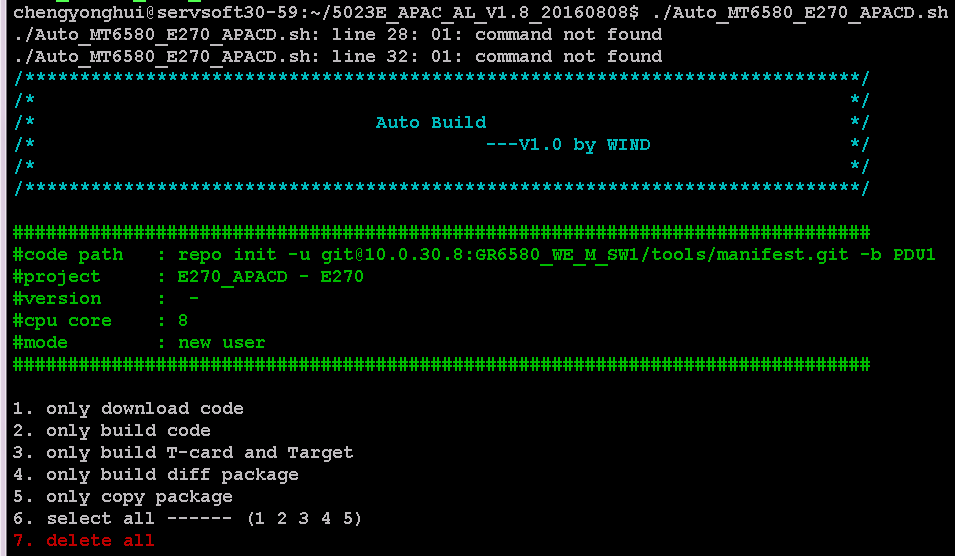 chengyonghui@servsoft30-59:~/5023E_APAC_AL_V1.8_20160808$ ./Auto_MT6580_E270_APACD.sh
./Auto_MT6580_E270_APACD.sh: line 28: 01: command not found
./Auto_MT6580_E270_APACD.sh: line 32: 01: command not found
/****************************************************************************/
/*                                                                          */
/*                               Auto Build                                 */
/*                                         ---V1.0 by WIND                  */
/*                                                                          */
/****************************************************************************/
##############################################################################
#code path   : repo init -u git@10.0.30.8:GR6580_WE_M_SW1/tools/manifest.git -b PDU1
#project     : E270_APACD - E270
#version     :  -
#cpu core    : 8
#mode        : new user
##############################################################################
1. only download code
2. only build code
3. only build T-card and Target
4. only build diff package
5. only copy package
6. select all ------ (1 2 3 4 5)
7. delete all